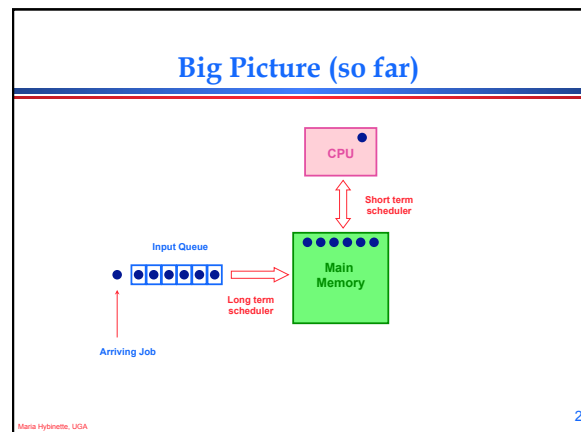 Big Picture (so far)
CPU
Short term
scheduler
Input Queue
Main
Memory
Long term
scheduler
Arriving Job
Maria Hybinette, UGA
2